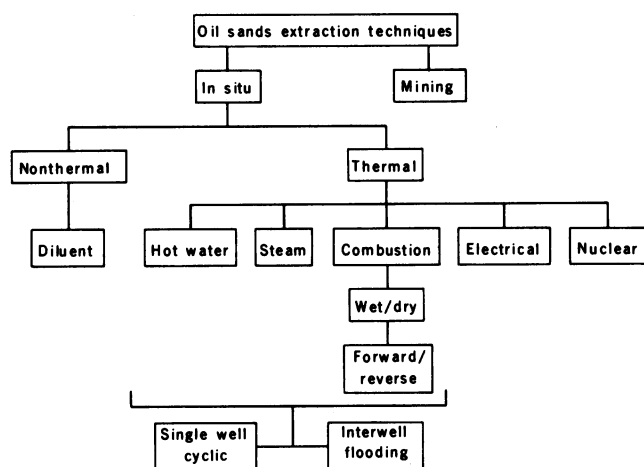 Oil sands extraction techniques
In situ
Mining
Nonthermal
Thermal
Diluent
Hot water
Steam
Combustion
Electrical
Nuclear
Wet/dry
Forward/
reverse
Single well
cyclic
Interwell
flooding